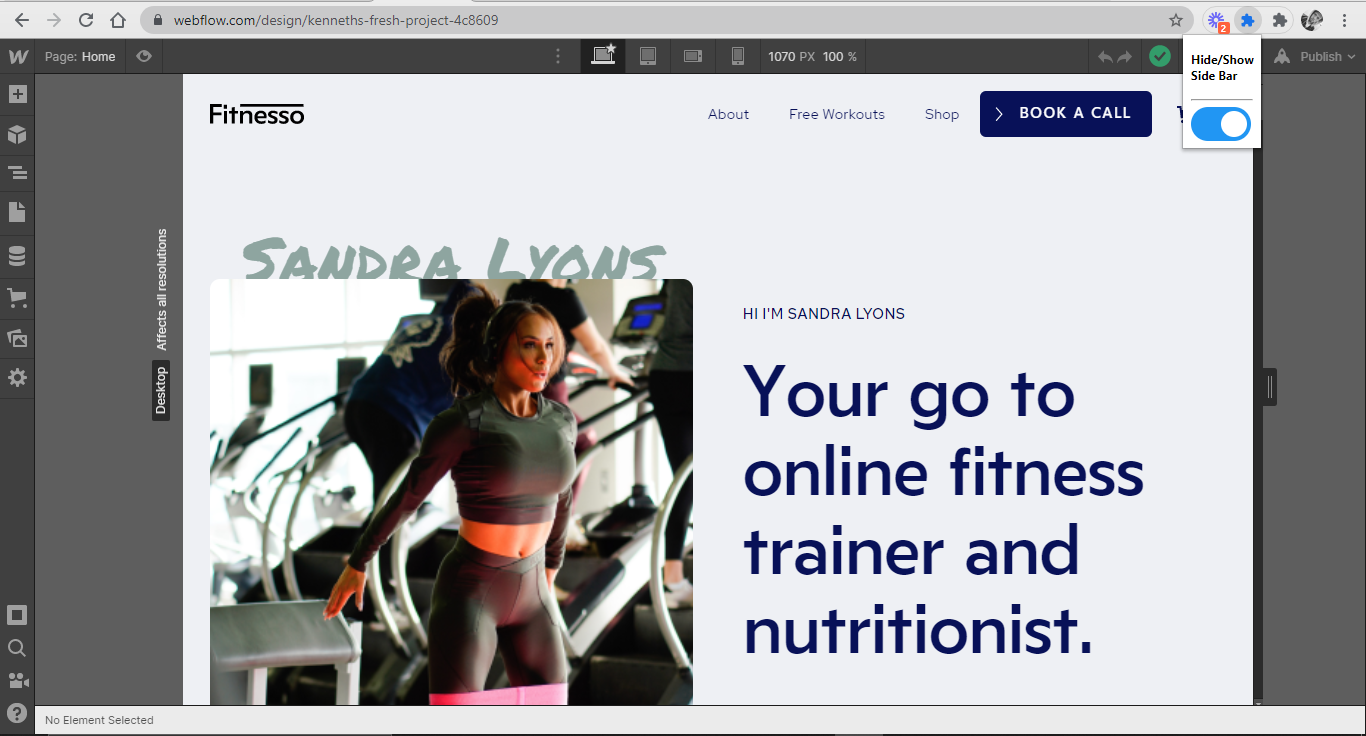 webflow.com/design/kenneths-fresh-project-4c8609
2
Page: Home
1070 PX 100 %
Publish
Hide/Show
Side Bar
Fitnesso
About
Free Workouts
Shop
BOOK A CALL
Affects all resolutions
Desktop
Sandra Lyons
HI I'M SANDRA LYONS
Your go to
online fitness
trainer and
nutritionist.
No Element Selected